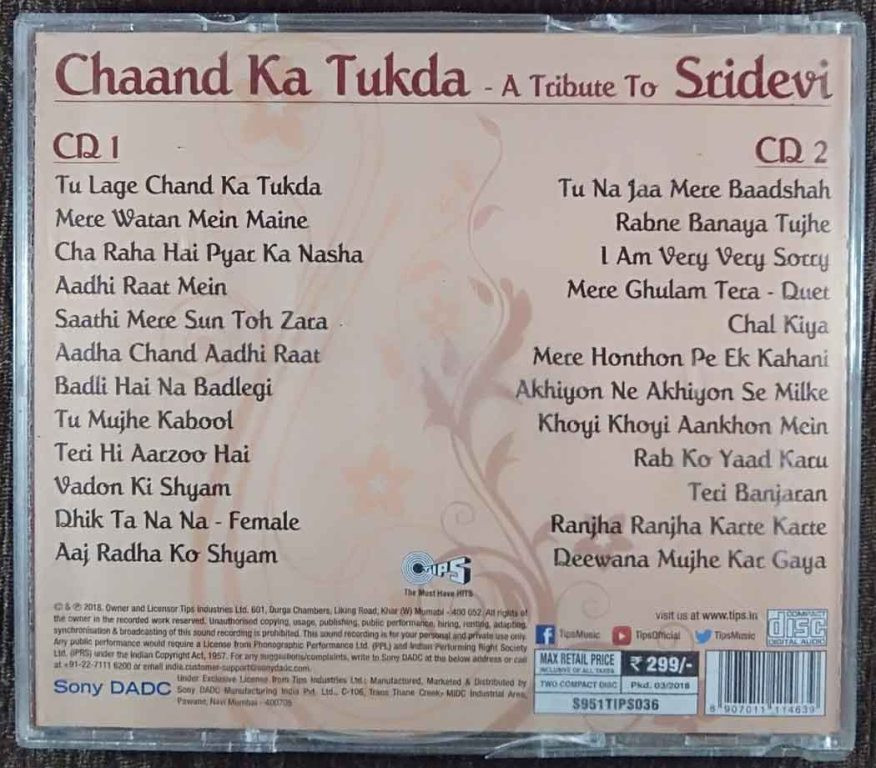 Chaand Ka Tukda - A Tribute To Sridevi
CD 1
Tu Lage Chand Ka Tukda
Mere Watan Mein Maine
Cha Raha Hai Pyar Ka Nasha
Aadhi Raat Mein
Saathi Mere Sun Toh Zara
Aadha Chand Aadhi Raat
Badli Hai Na Badlegi
Tu Mujhe Kabool
Teri Hi Aarzoo Hai
Vadon Ki Shyam
Dhik Ta Na Na - Female
Aaj Radha Ko Shyam
CD 2
Tu Na Jaa Mere Baadshah
Rabne Banaya Tujhe
I Am Very Very Sorry
Mere Ghulam Tera - Duet
Chal Kiya
Mere Honthon Pe Ek Kahani
Akhiyon Ne Akhiyon Se Milke
Khoyi Khoyi Aankhon Mein
Rab Ko Yaad Karu
Teri Banjaran
Ranjha Ranjha Karte Karte
Deewana Mujhe Kar Gaya
TIPS
The Must Have HITS
© & ℗ 2018. Owner and Licensor Tips Industries Ltd. 601, Durga Chambers, Liking Road, Khar (W) Mumabi - 400 052. All rights of
the owner in the recorded work reserved. Unauthorised copying, usage, publishing, public performance, hiring, renting, adapting,
synchronisation & broadcasting of this sound recording is prohibited. This sound recording is for your personal and private use only.
Any public performance would require a License from Phonographic Performance Ltd. (PPL) and Indian Performing Right Society
Ltd. (IPRS) under the Indian Copyright Act, 1957. For any suggestions/complaints, write to Sony DADC at the below address or call
at +91-22-7111 6200 or email india.customer-support@sonydadc.com.
Sony DADC
Under Exclusive License from Tips Industries Ltd.; Manufactured, Marketed & Distributed by
Sony DADC Manufacturing India Pvt. Ltd., C-106, Trans Thane Creek, MIDC Industrial Area,
Pawane, Navi Mumbai - 400705
visit us at www.tips.in
TipsMusic TipsOfficial TipsMusic
COMPACT
disc
DIGITAL AUDIO
MAX RETAIL PRICE
INCLUSIVE OF ALL TAXES
₹ 299/-
TWO COMPACT DISC Pkd. 03/2018
S951TIPS036
8 907011 114639